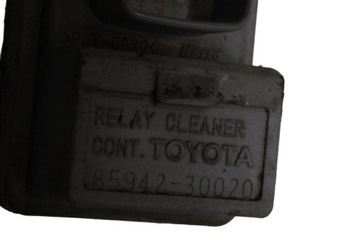 RELAY CLEANER
CONT. TOYOTA
85942-30020